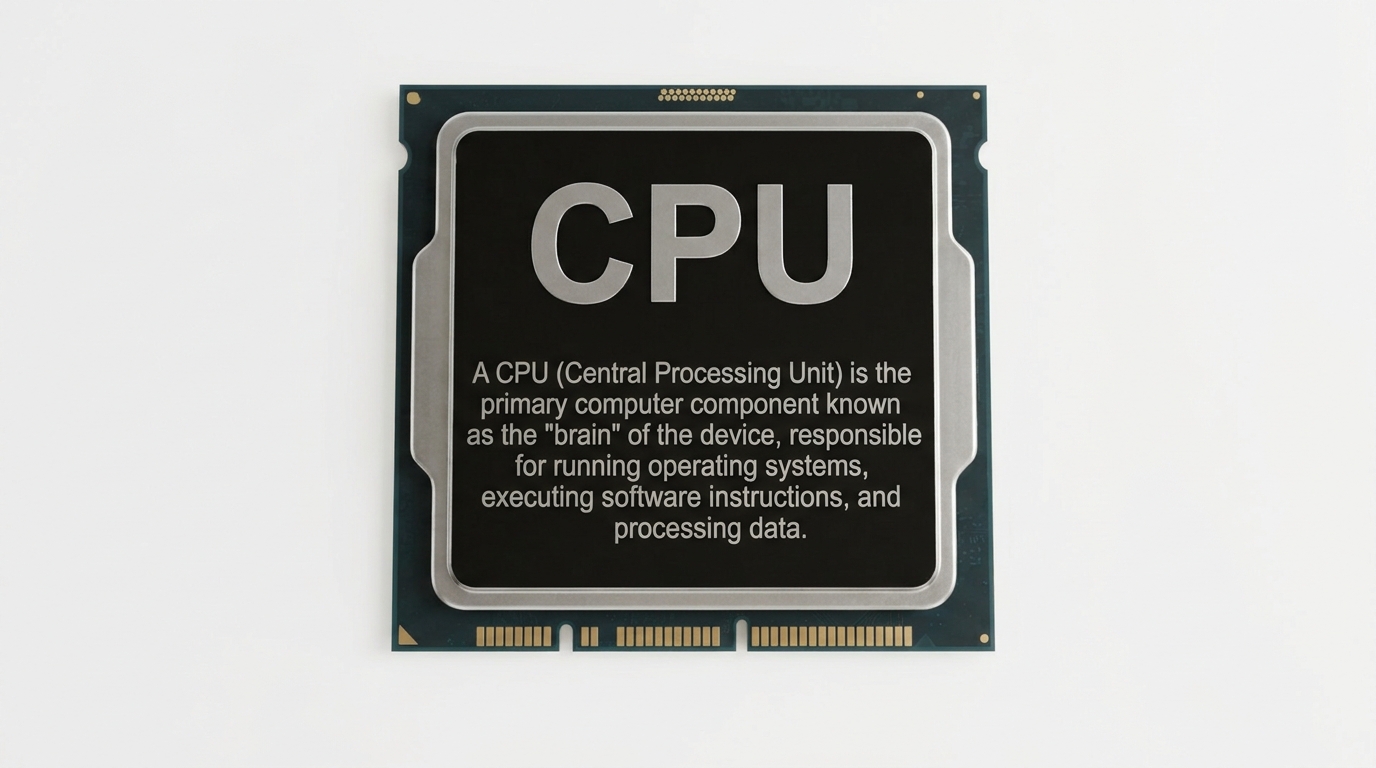 CPU
A CPU (Central Processing Unit) is the
primary computer component known
as the "brain" of the device, responsible
for running operating systems,
executing software instructions, and
processing data.